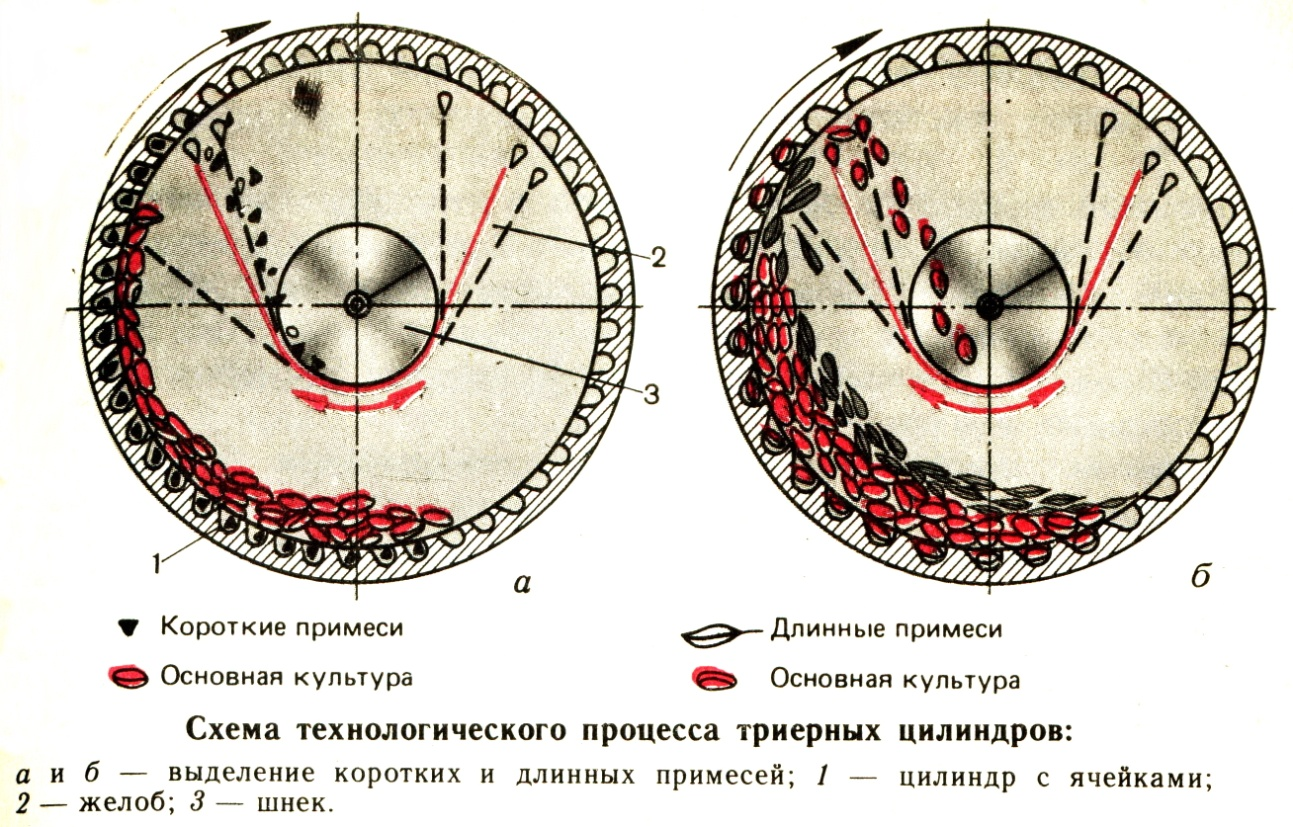 2
3
1
а
б
Короткие примеси
Длинные примеси
Основная культура
Основная культура
Схема технологического процесса триерных цилиндров:
а и б — выделение коротких и длинных примесей; 1 — цилиндр с ячейками;
2 — желоб; 3 — шнек.